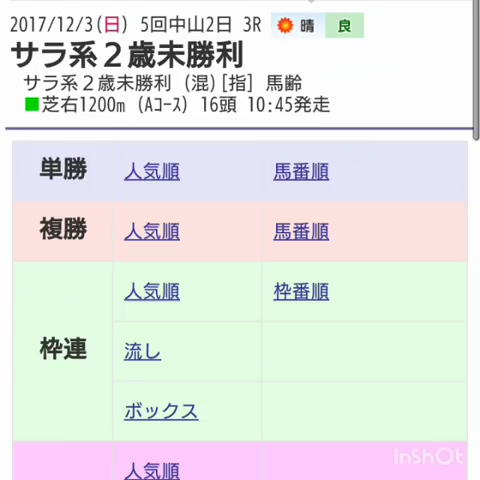 2017/12/3(日) 5回中山2日 3R 晴 良
サラ系２歳未勝利
サラ系２歳未勝利 (混)[指] 馬齢
芝右1200m (Aｺｰｽ) 16頭 10:45発走
単勝 人気順 馬番順
複勝 人気順 馬番順
人気順 枠番順
枠連 流し
ボックス
人気順
InShOt